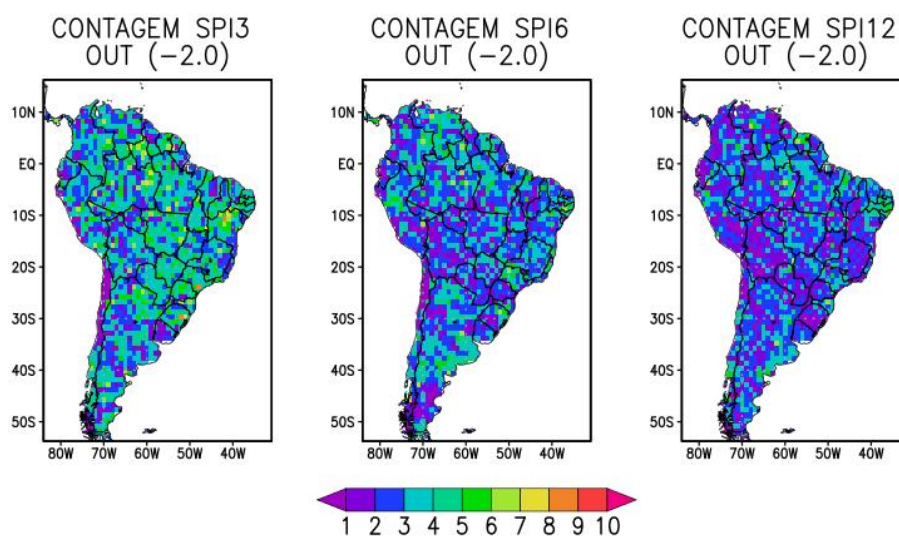 CONTAGEM SPI3
OUT (-2.0)
CONTAGEM SPI6
OUT (-2.0)
CONTAGEM SPI12
OUT (-2.0)
10N
EQ
10S
20S
30S
40S
50S
80W 70W 60W 50W 40W
10N
EQ
10S
20S
30S
40S
50S
80W 70W 60W 50W 40W
10N
EQ
10S
20S
30S
40S
50S
80W 70W 60W 50W 40W
1 2 3 4 5 6 7 8 9 10